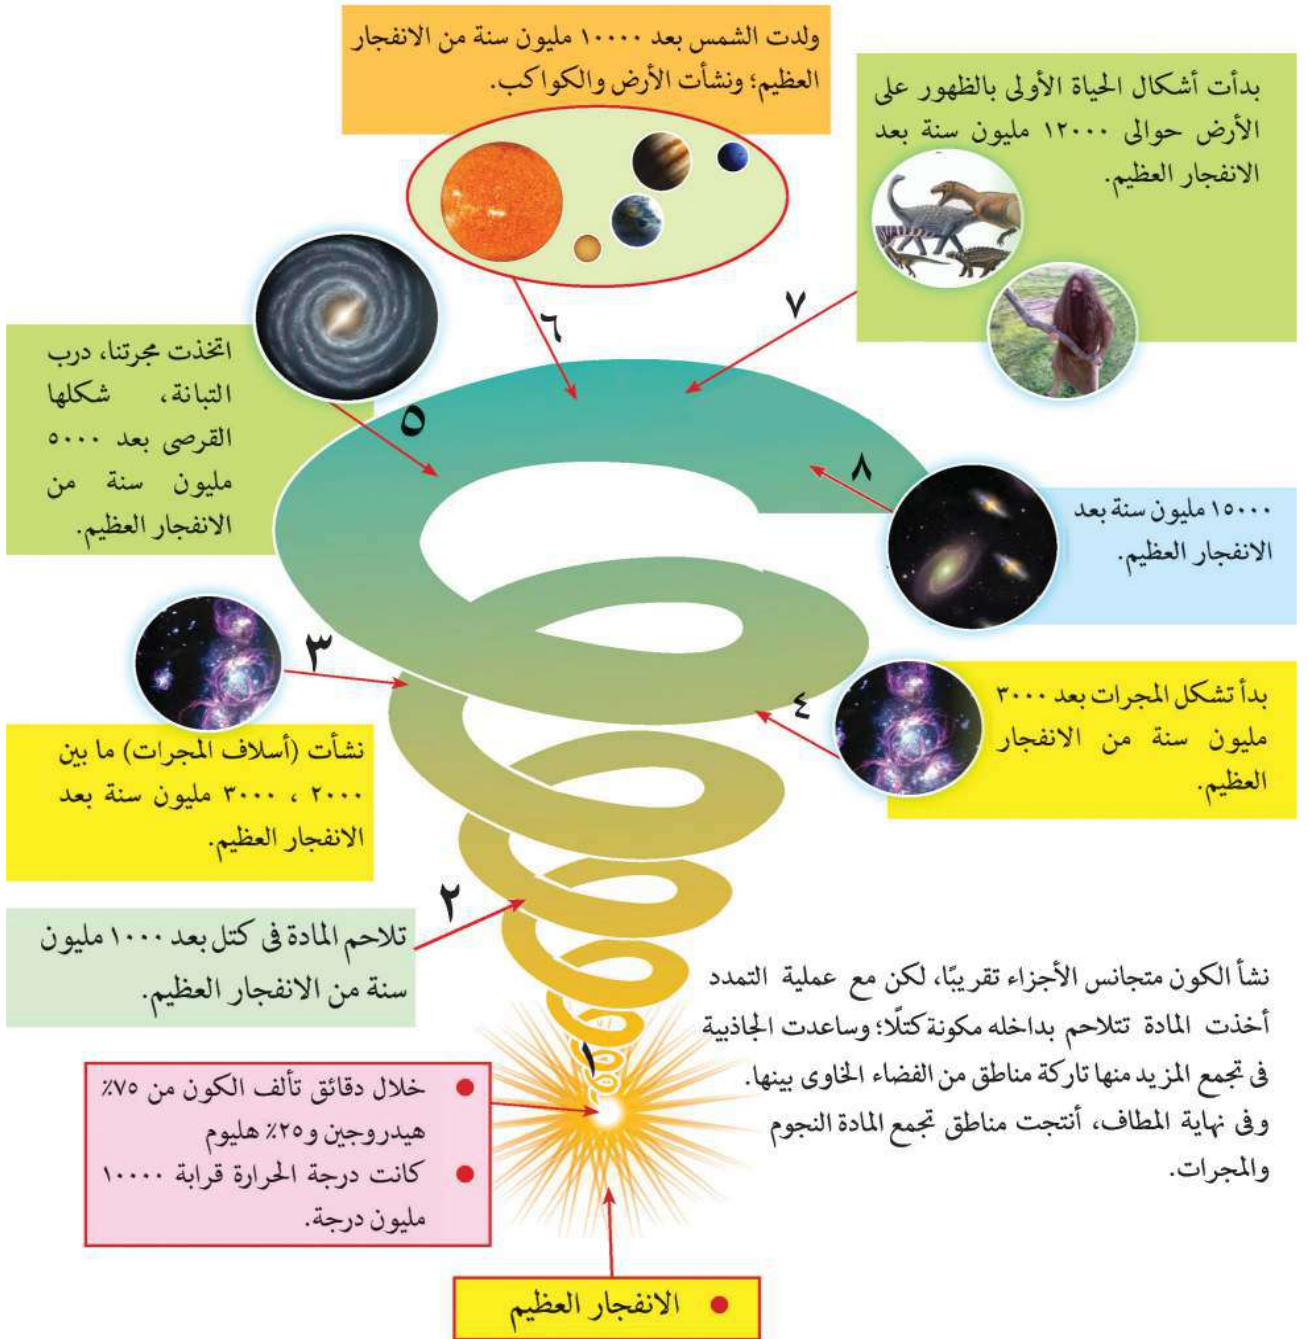 ولدت الشمس بعد ١٠٠٠٠ مليون سنة من الانفجار
العظيم؛ ونشأت الأرض والكواكب.
بدأت أشكال الحياة الأولى بالظهور على
الأرض حوالى ١٢٠٠٠ مليون سنة بعد
الانفجار العظيم.
٧
٦
اتخذت مجرتنا، درب
التبانة، شكلها
القرصى بعد ٥٠٠٠
مليون سنة من
الانفجار العظيم.
٥
٨
١٥٠٠٠ مليون سنة بعد
الانفجار العظيم.
٣
نشأت (أسلاف المجرات) ما بين
٢٠٠٠ ، ٣٠٠٠ مليون سنة بعد
الانفجار العظيم.
٤
بدأ تشكل المجرات بعد ٣٠٠٠
مليون سنة من الانفجار
العظيم.
٢
تلاحم المادة فى كتل بعد ١٠٠٠ مليون
سنة من الانفجار العظيم.
نشأ الكون متجانس الأجزاء تقريبًا، لكن مع عملية التمدد
أخذت المادة تتلاحم بداخله مكونة كتلًا؛ وساعدت الجاذبية
فى تجمع المزيد منها تاركة مناطق من الفضاء الخاوى بينها.
وفى نهاية المطاف، أنتجت مناطق تجمع المادة النجوم
والمجرات.
١
● خلال دقائق تألف الكون من ٧٥٪
هيدروجين و٢٥٪ هليوم
● كانت درجة الحرارة قرابة ١٠٠٠٠
مليون درجة.
● الانفجار العظيم